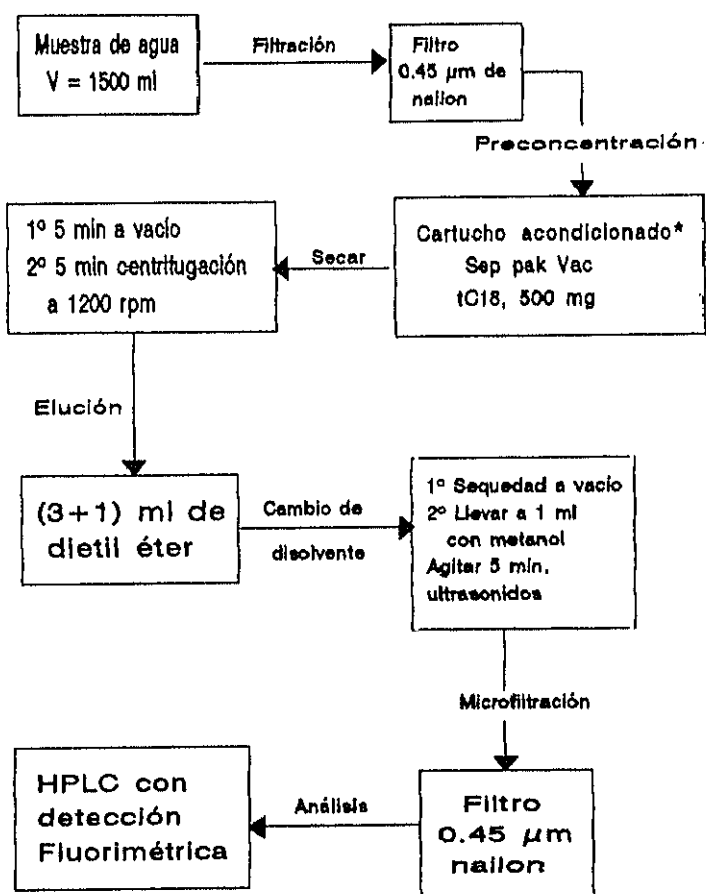 Muestra de agua
V = 1500 ml
Filtración
Filtro
0.45 µm de
nailon
Preconcentración
Cartucho acondicionado*
Sep pak Vac
tC18, 500 mg
Secar
1º 5 min a vacío
2º 5 min centrifugación
a 1200 rpm
Elución
(3+1) ml de
dietil éter
Cambio de
disolvente
1º Sequedad a vacío
2º Llevar a 1 ml
con metanol
Agitar 5 min,
ultrasonidos
Microfiltración
Filtro
0.45 µm
nailon
Análisis
HPLC con
detección
Fluorimétrica